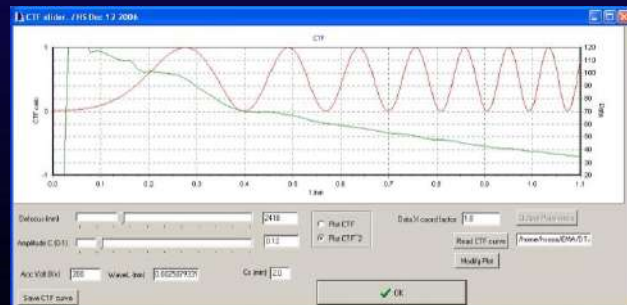 CTF slider. / HS Dec 12 2006
CTF
1 120
110
100
90
80
0 70
60
50
40
30
-1 20
CTF calc
Data
0.0 0.1 0.2 0.3 0.4 0.5 0.6 0.7 0.8 0.9 1.0 1.1
1/nm
Defocus (nm) 2418
Amplitude C (0-1) 0.12
Plot CTF
Plot CTF^2
Data X coord factor 1.0
Read CTF curve
Modify Plot
Acc Volt (kV) 200 WaveL. (nm) Cs (mm) 2.0
Save CTF curve
OK